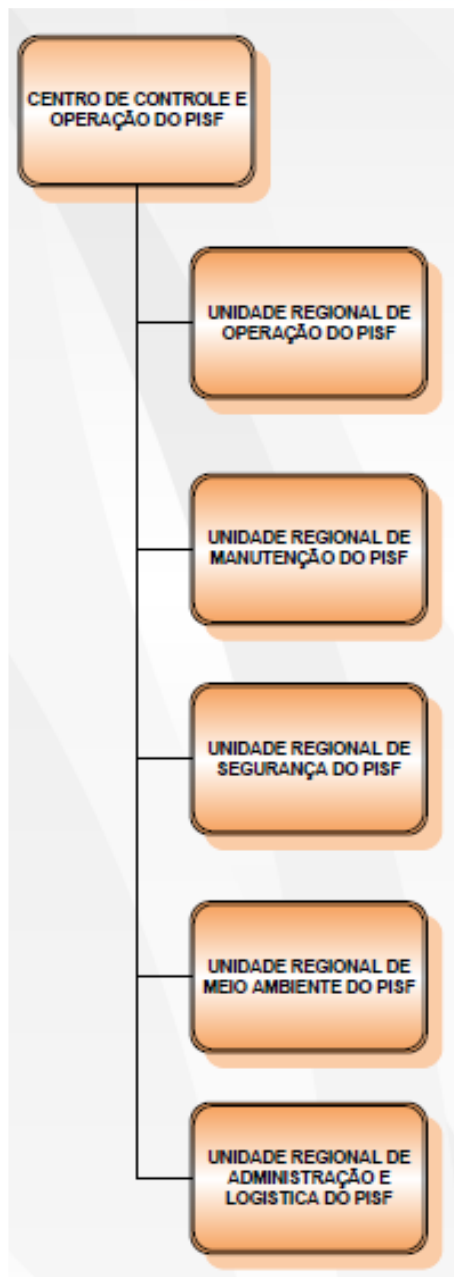 CENTRO DE CONTROLE E
OPERAÇÃO DO PISF
UNIDADE REGIONAL DE
OPERAÇÃO DO PISF
UNIDADE REGIONAL DE
MANUTENÇÃO DO PISF
UNIDADE REGIONAL DE
SEGURANÇA DO PISF
UNIDADE REGIONAL DE
MEIO AMBIENTE DO PISF
UNIDADE REGIONAL DE
ADMINISTRAÇÃO E
LOGISTICA DO PISF